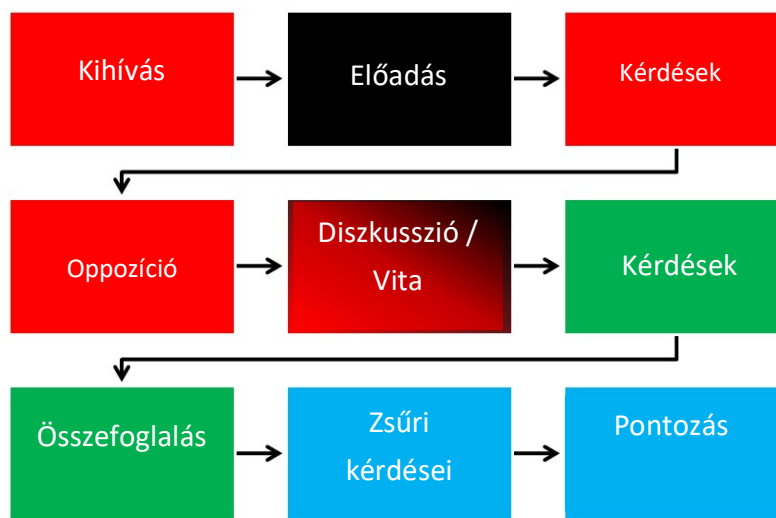 Kihívás
Előadás
Kérdések
Oppozíció
Diszkusszió /
Vita
Kérdések
Összefoglalás
Zsűri
kérdései
Pontozás